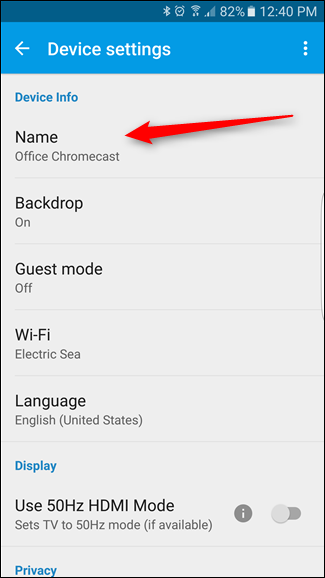 82% 12:40 PM
Device settings
Device Info
Name
Office Chromecast
Backdrop
On
Guest mode
Off
Wi-Fi
Electric Sea
Language
English (United States)
Display
Use 50Hz HDMI Mode
Sets TV to 50Hz mode (if available)
Privacy